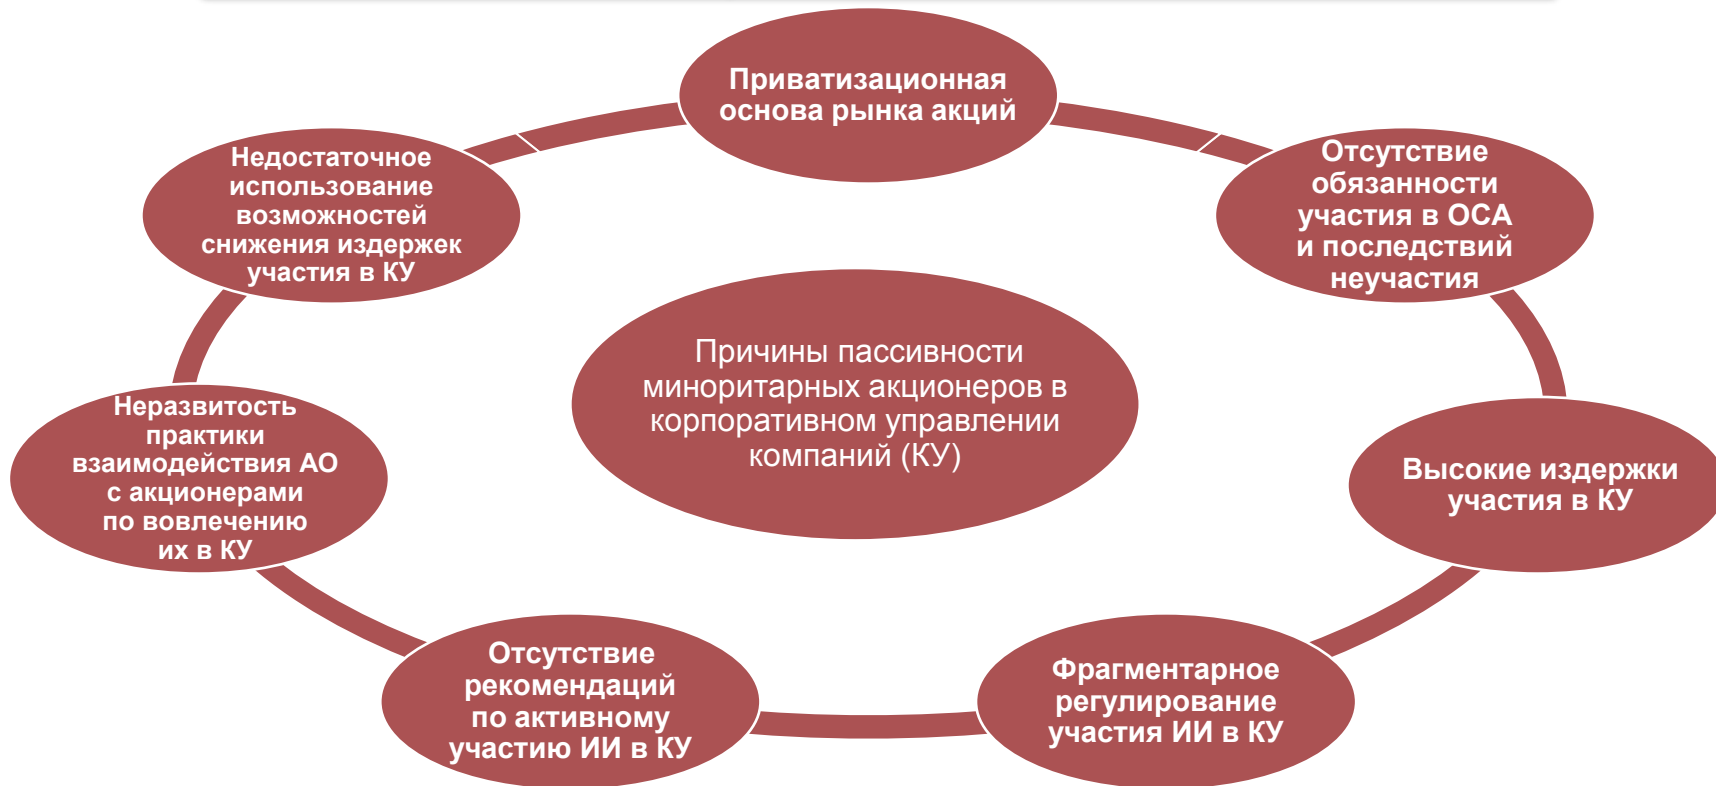 Приватизационная
основа рынка акций
Отсутствие
обязанности
участия в ОСА
и последствий
неучастия
Высокие издержки
участия в КУ
Фрагментарное
регулирование
участия ИИ в КУ
Отсутствие
рекомендаций
по активному
участию ИИ в КУ
Неразвитость
практики
взаимодействия АО
с акционерами
по вовлечению
их в КУ
Недостаточное
использование
возможностей
снижения издержек
участия в КУ
Причины пассивности
миноритарных акционеров в
корпоративном управлении
компаний (КУ)